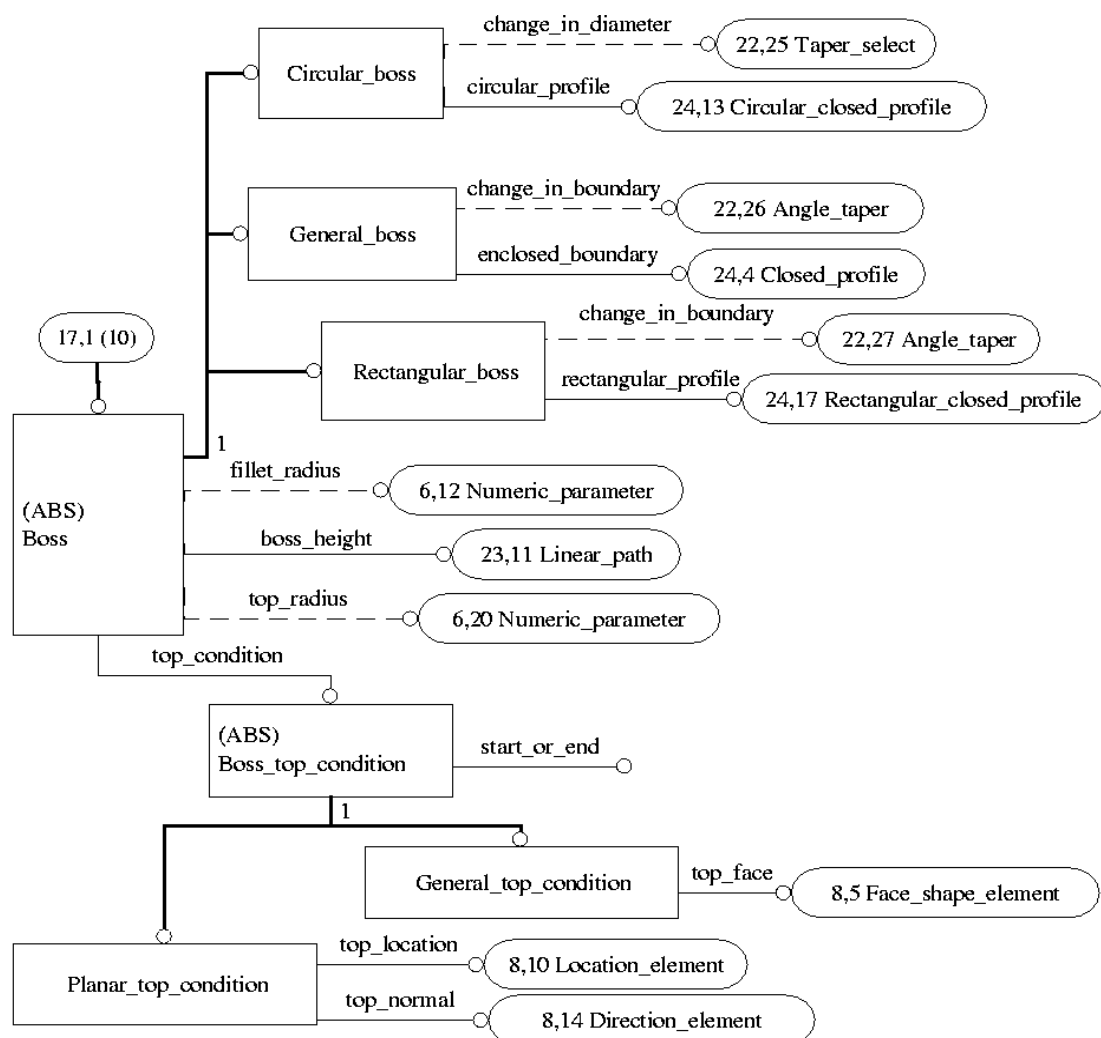 change_in_diameter
22,25 Taper_select
Circular_boss
circular_profile
24,13 Circular_closed_profile
change_in_boundary
22,26 Angle_taper
General_boss
enclosed_boundary
24,4 Closed_profile
change_in_boundary
17,1 (10)
22,27 Angle_taper
Rectangular_boss
rectangular_profile
24,17 Rectangular_closed_profile
1
fillet_radius
6,12 Numeric_parameter
(ABS)
Boss
boss_height
23,11 Linear_path
top_radius
6,20 Numeric_parameter
top_condition
(ABS)
Boss_top_condition
start_or_end
1
General_top_condition
top_face
8,5 Face_shape_element
top_location
8,10 Location_element
Planar_top_condition
top_normal
8,14 Direction_element